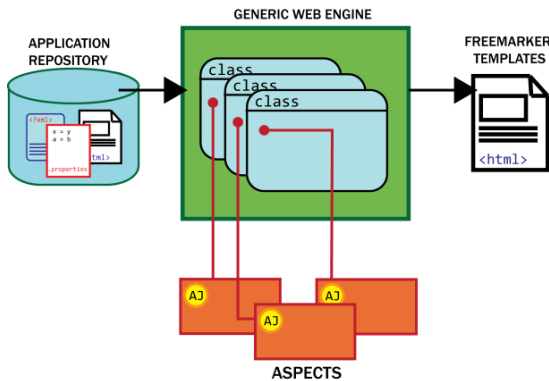 GENERIC WEB ENGINE
APPLICATION
REPOSITORY
FREEMARKER
TEMPLATES
class
class
class
<?xml>
x = y
a = b
.properties
html>
<html>
AJ
AJ
AJ
ASPECTS